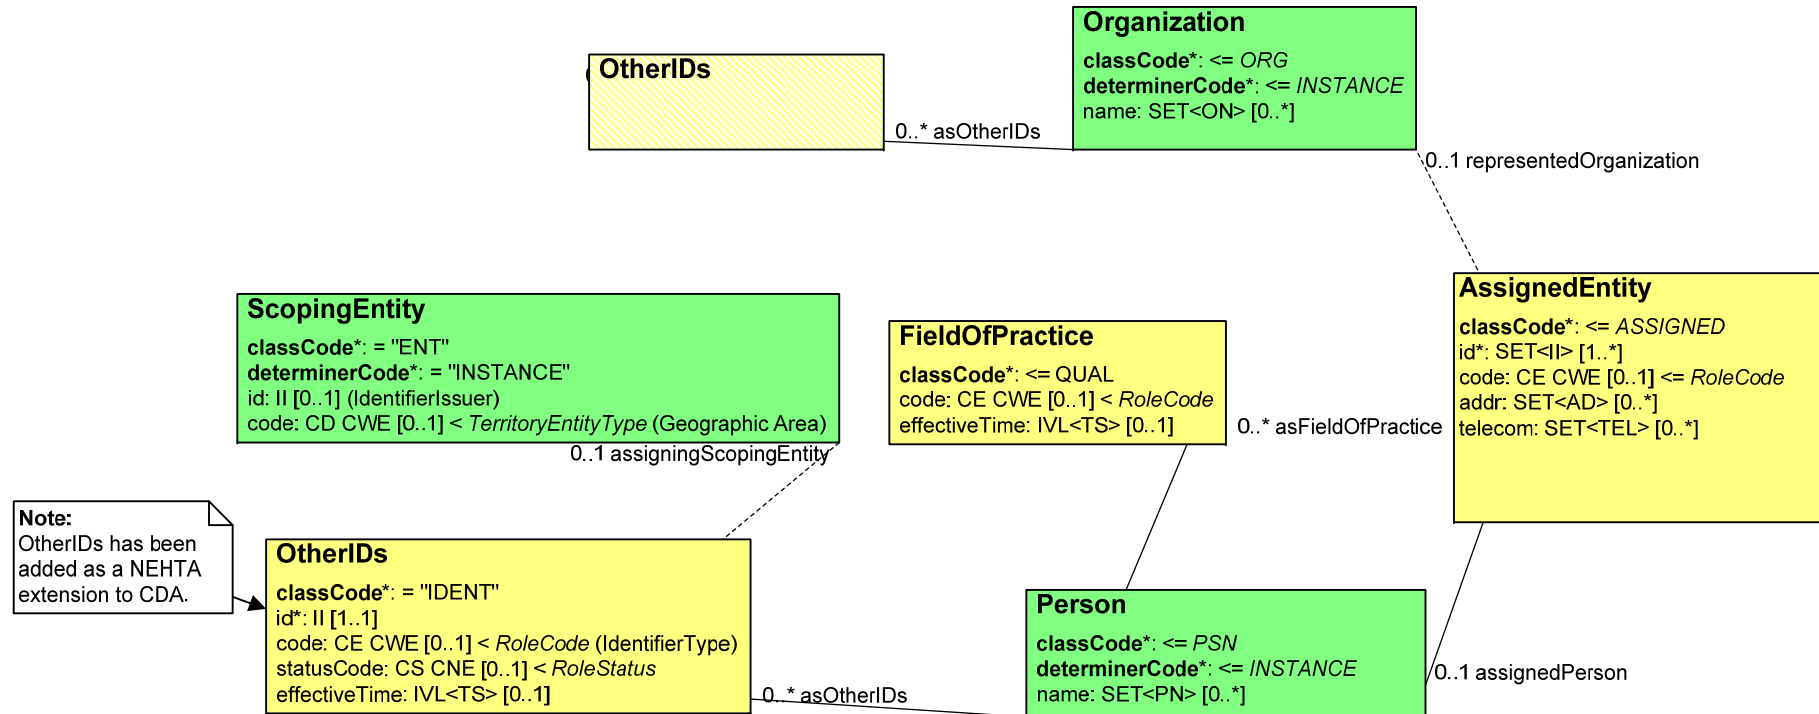 Organization
classCode*: <= ORG
determinerCode*: <= INSTANCE
name: SET<ON> [0..*]
OtherIDs
0..* asOtherIDs
0..1 representedOrganization
ScopingEntity
classCode*: = "ENT"
determinerCode*: = "INSTANCE"
id: II [0..1] (IdentifierIssuer)
code: CD CWE [0..1] < TerritoryEntityType (Geographic Area)
0..1 assigningScopingEntity
FieldOfPractice
classCode*: <= QUAL
code: CE CWE [0..1] < RoleCode
effectiveTime: IVL<TS> [0..1]
0..* asFieldOfPractice
AssignedEntity
classCode*: <= ASSIGNED
id*: SET<II> [1..*]
code: CE CWE [0..1] <= RoleCode
addr: SET<AD> [0..*]
telecom: SET<TEL> [0..*]
Note:
OtherIDs has been
added as a NEHTA
extension to CDA.
OtherIDs
classCode*: = "IDENT"
id*: II [1..1]
code: CE CWE [0..1] < RoleCode (IdentifierType)
statusCode: CS CNE [0..1] < RoleStatus
effectiveTime: IVL<TS> [0..1]
0..* asOtherIDs
Person
classCode*: <= PSN
determinerCode*: <= INSTANCE
name: SET<PN> [0..*]
0..1 assignedPerson